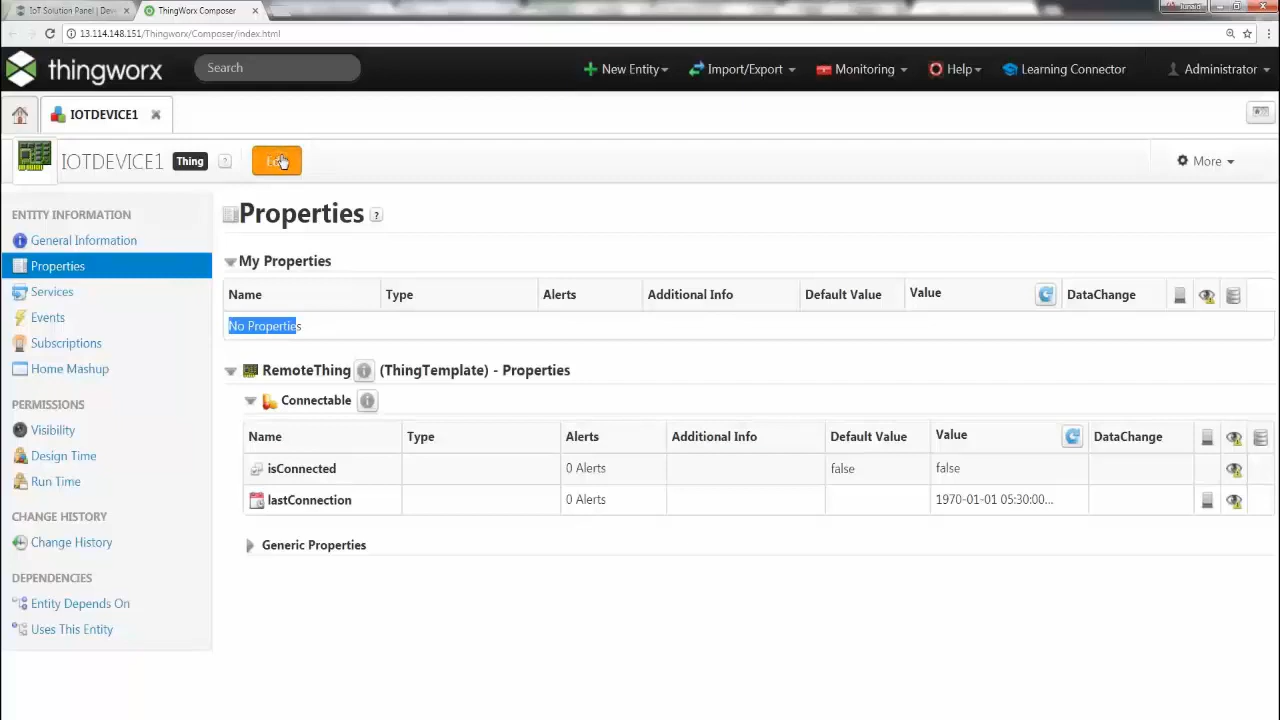 IoT Solution Panel | Dev
ThingWorx Composer
Junaid
13.114.148.151/Thingworx/Composer/index.html
thingworx
Search
New Entity
Import/Export
Monitoring
Help
Learning Connector
Administrator
IOTDEVICE1
IOTDEVICE1
Thing
?
More
ENTITY INFORMATION
General Information
Properties
Services
Events
Subscriptions
Home Mashup
PERMISSIONS
Visibility
Design Time
Run Time
CHANGE HISTORY
Change History
DEPENDENCIES
Entity Depends On
Uses This Entity
Properties ?
My Properties
Name Type Alerts Additional Info Default Value Value DataChange
No Properties
RemoteThing (ThingTemplate) - Properties
Connectable
Name Type Alerts Additional Info Default Value Value DataChange
isConnected 0 Alerts false false
lastConnection 0 Alerts 1970-01-01 05:30:00...
Generic Properties